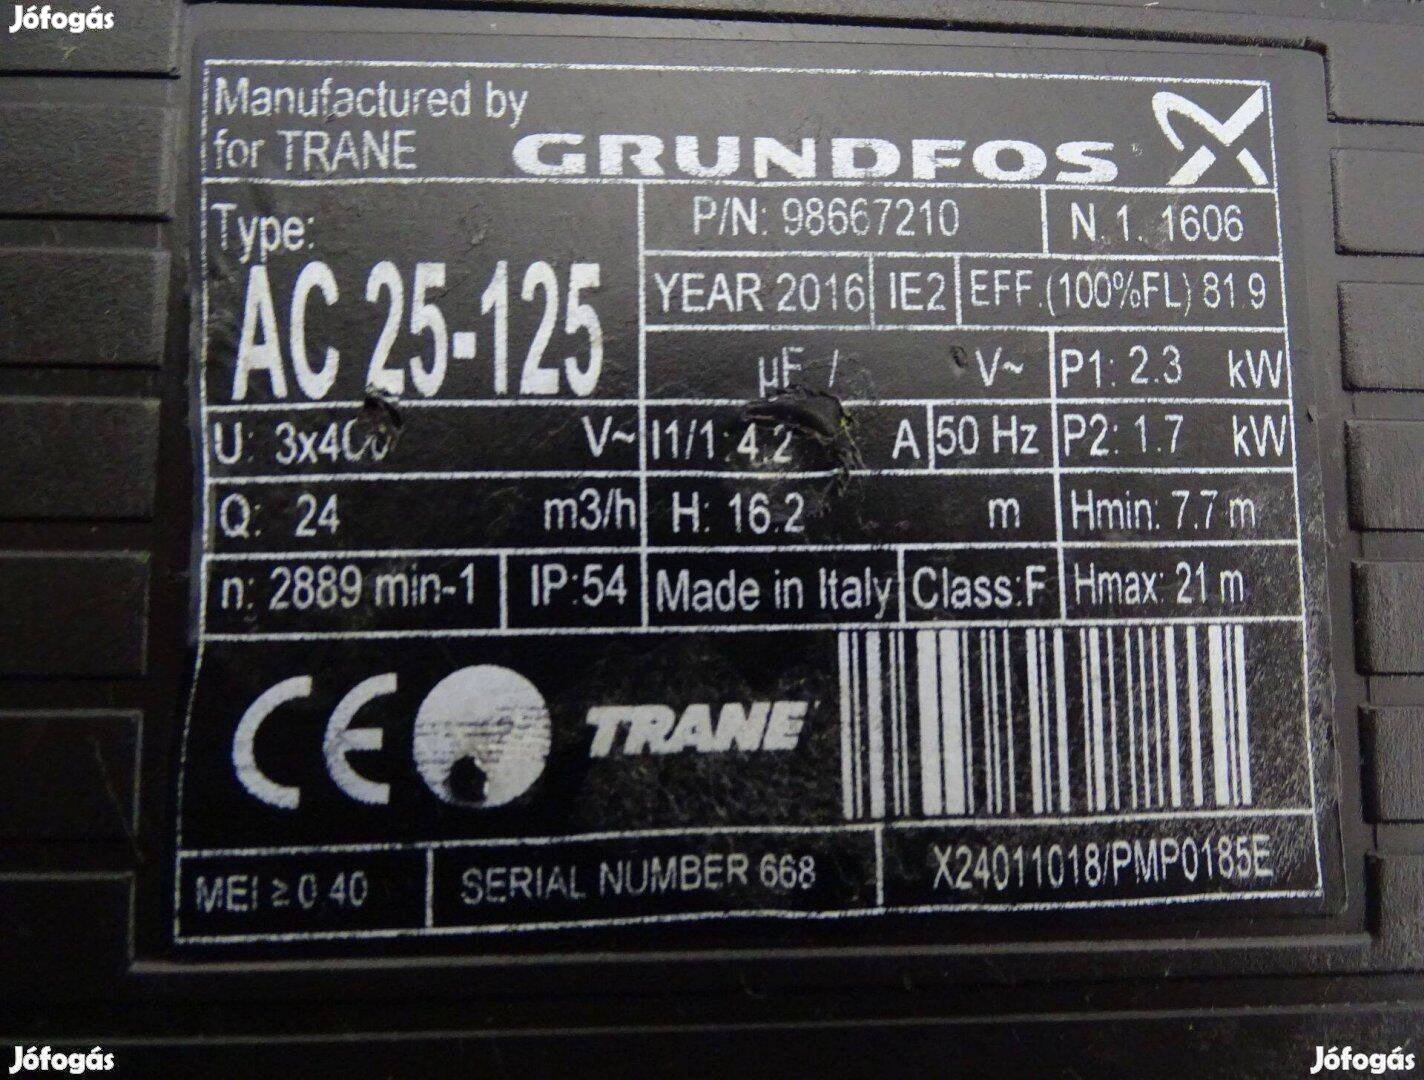 Jófogás
Manufactured by
for TRANE
GRUNDFOS
Type:
AC 25-125
P/N: 98667210
N. 1. 1606
YEAR 2016
IE2
EFF. (100%FL) 81.9
µF / V~
P1: 2.3 kW
U: 3x400 V~
I1/1: 4.2 A
50 Hz
P2: 1.7 kW
Q: 24 m3/h
H: 16.2 m
Hmin: 7.7 m
n: 2889 min-1
IP:54
Made in Italy
Class:F
Hmax: 21 m
CE
TRANE
MEI ≥ 0.40
SERIAL NUMBER 668
X24011018/PMP0185E
Jófogás
Jófogás